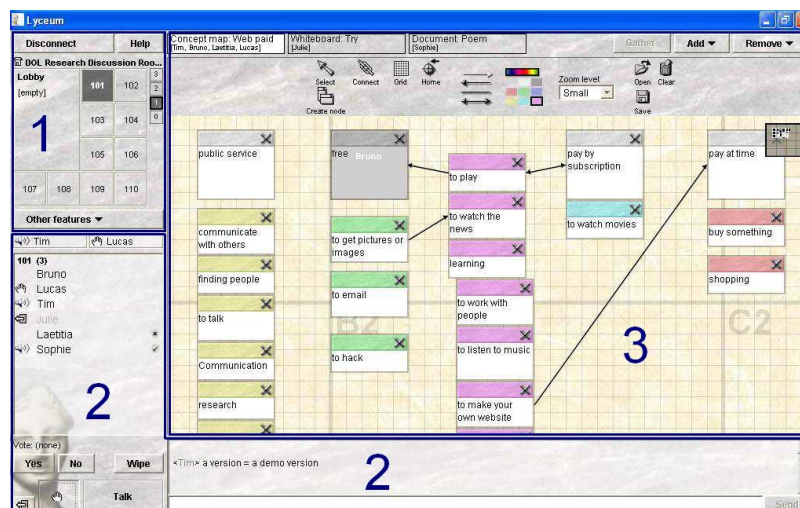 Lyceum
Disconnect
Help
DOL Research Discussion Roo...
Lobby
[empty]
101
102
3
2
1
0
103
104
105
106
107
108
109
110
1
Other features
Tim
Lucas
101 (3)
Bruno
Lucas
Tim
Julie
Laetitia
Sophie
2
Vote: (none)
Yes
No
Wipe
Talk
Concept map: Web paid
[Tim, Bruno, Laetitia, Lucas]
Whiteboard: Try
[Julie]
Document: Poem
[Sophie]
Gather
Add
Remove
Select
Connect
Grid
Home
Create node
Zoom level
Small
Open
Clear
Save
public service
free
Bruno
to play
pay by
subscription
pay at time
communicate
with others
to get pictures or
images
to watch the
news
to watch movies
buy something
finding people
learning
shopping
to talk
to email
to work with
people
B2
C2
3
Communication
to hack
to listen to music
research
to make your
own website
<Tim> a version = a demo version
2
Send